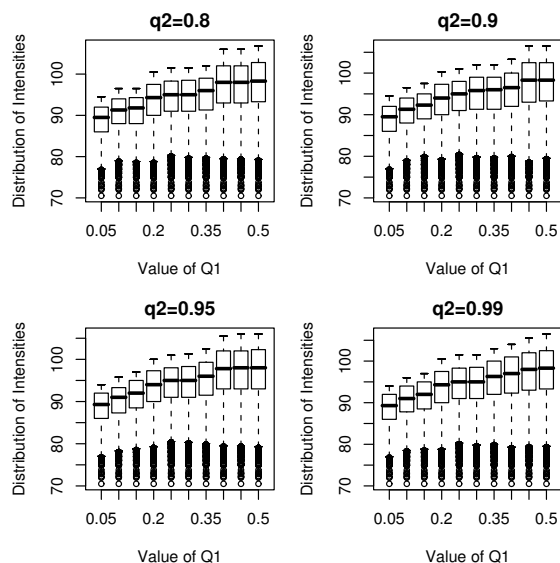 q2=0.8
Distribution of Intensities
100
90
80
70
0.05 0.2 0.35 0.5
Value of Q1
q2=0.9
Distribution of Intensities
100
90
80
70
0.05 0.2 0.35 0.5
Value of Q1
q2=0.95
Distribution of Intensities
100
90
80
70
0.05 0.2 0.35 0.5
Value of Q1
q2=0.99
Distribution of Intensities
100
90
80
70
0.05 0.2 0.35 0.5
Value of Q1